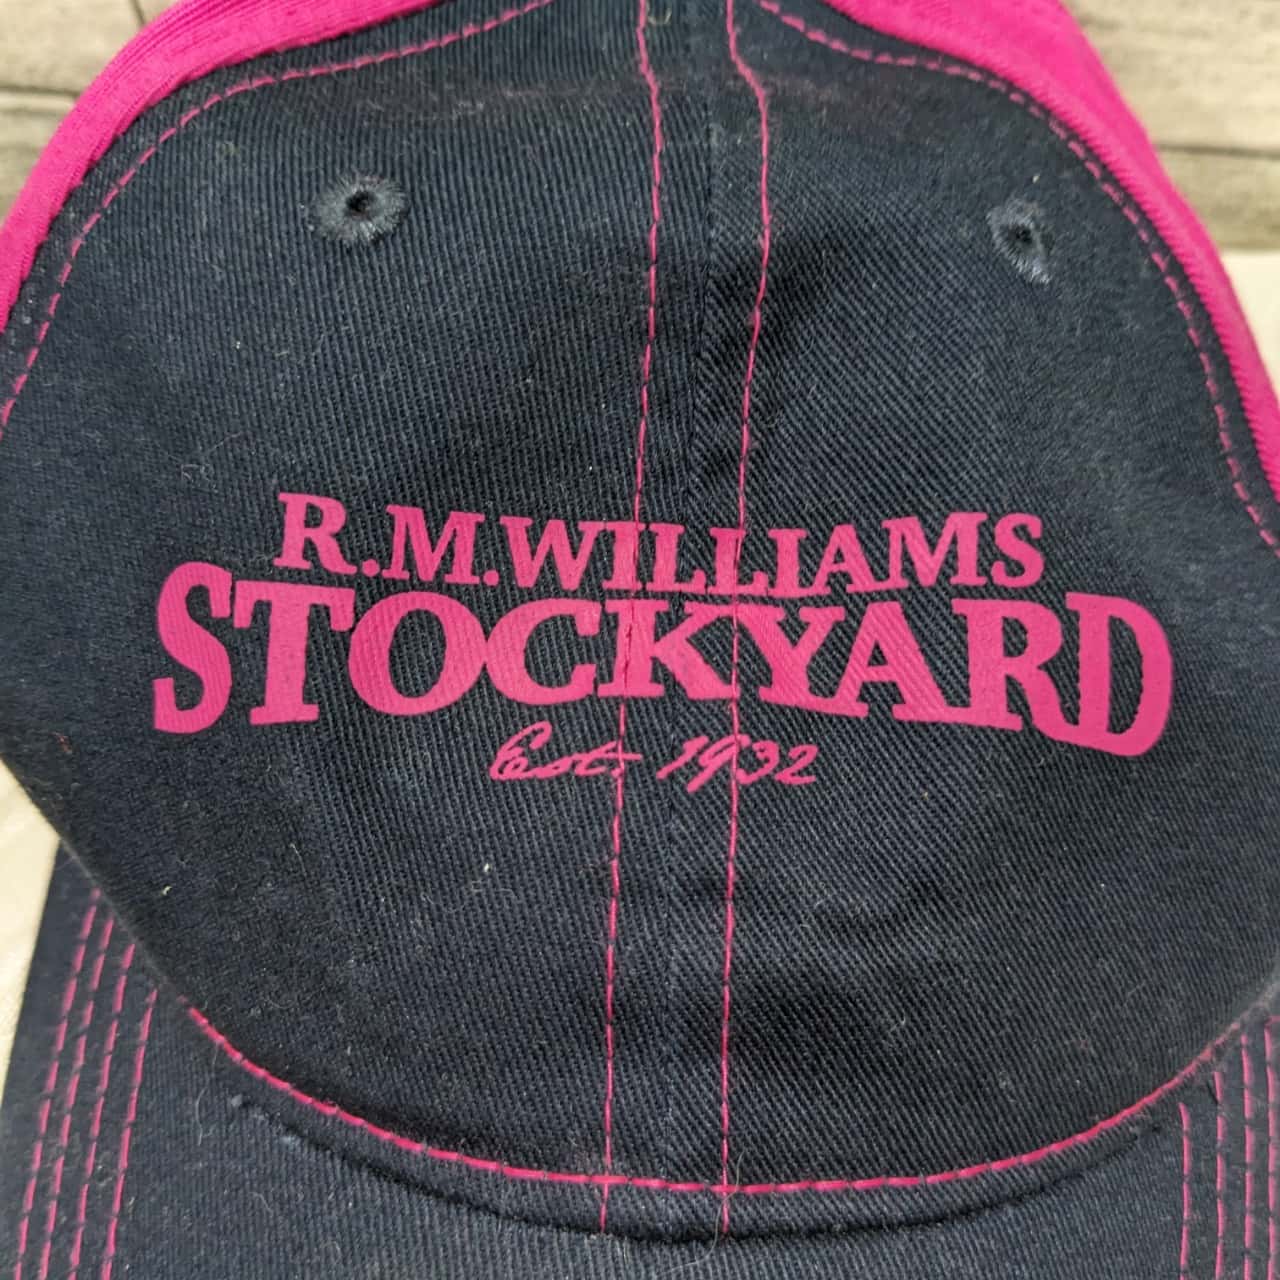 R.M.WILLIAMS
STOCKYARD
Est. 1932